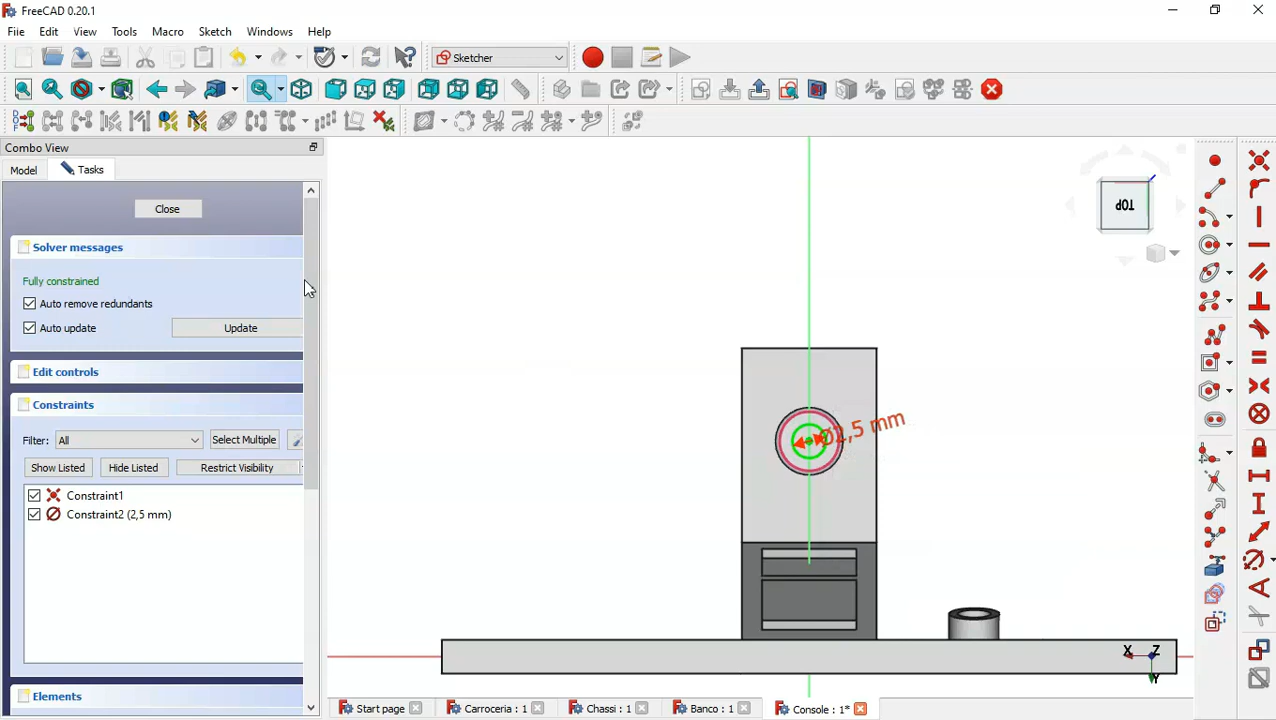 FreeCAD 0.20.1
File Edit View Tools Macro Sketch Windows Help
Sketcher
Combo View
Model Tasks
TOP
Close
Solver messages
Fully constrained
Auto remove redundants
Auto update Update
Edit controls
Constraints
Filter: All Select Multiple
Show Listed Hide Listed Restrict Visibility
Constraint1
Constraint2 (2,5 mm)
Elements
Ø2,5 mm
X Z
Y
Start page Carroceria : 1 Chassi : 1 Banco : 1 Console : 1*